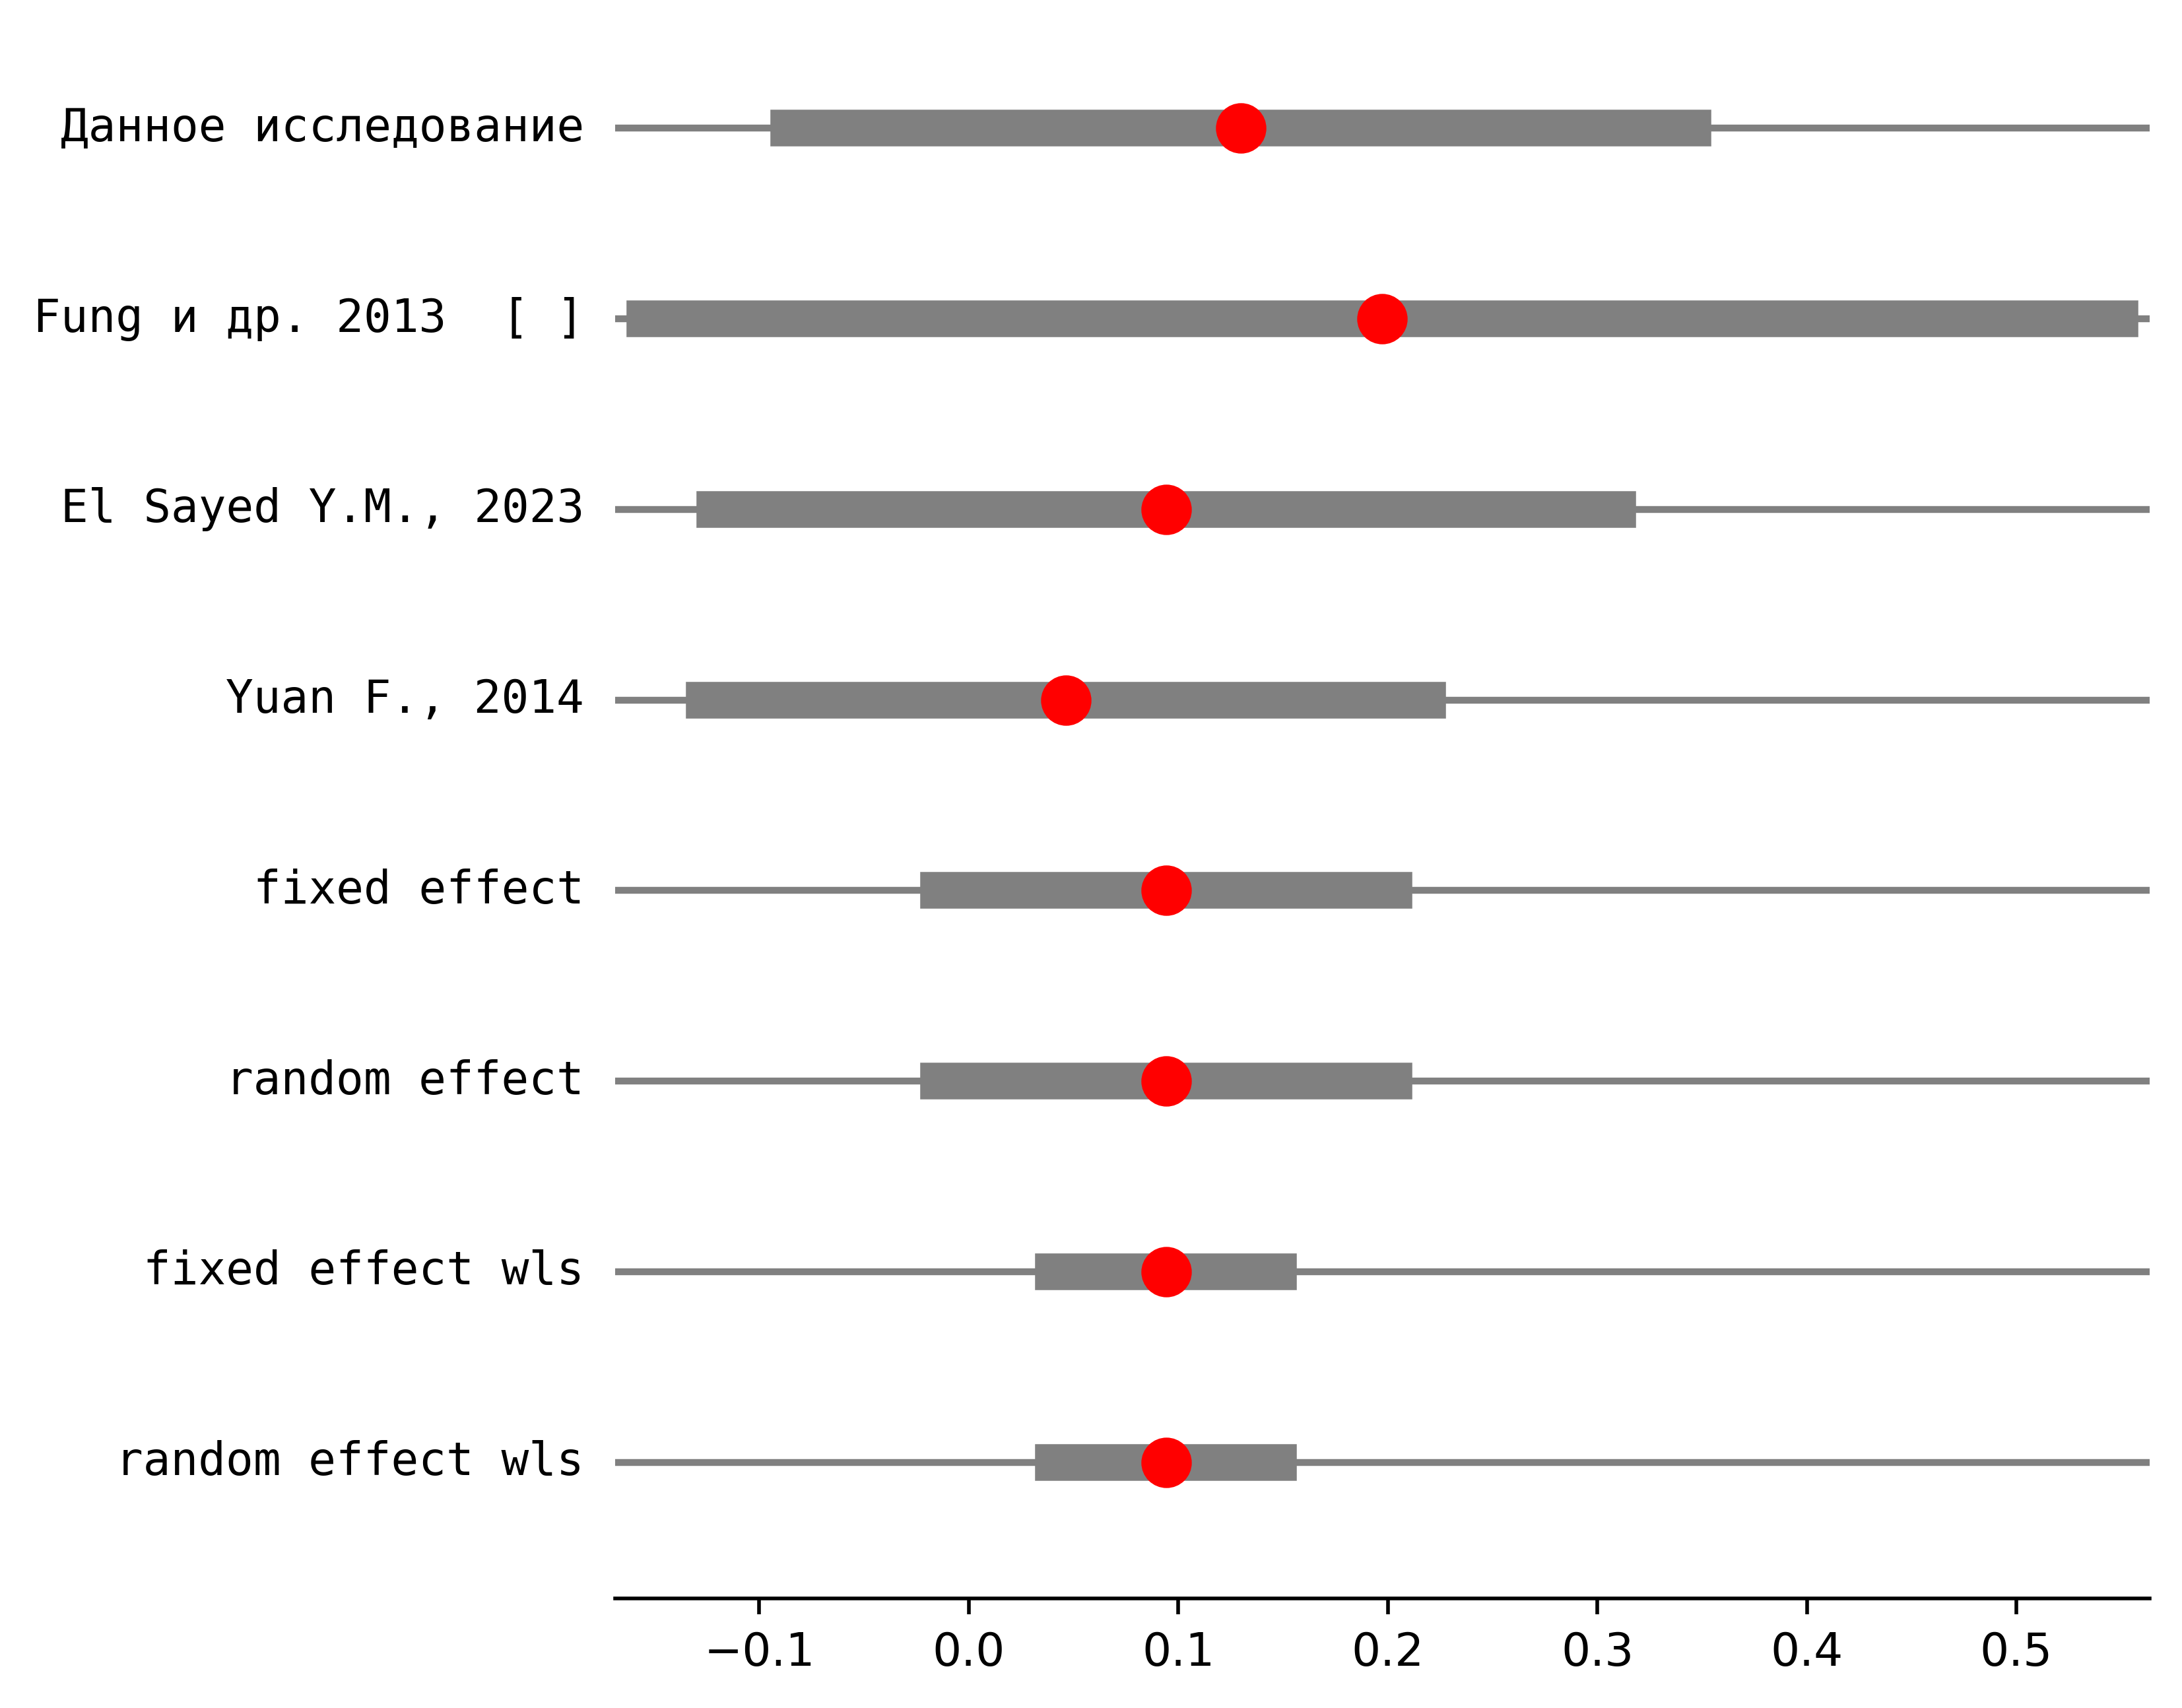 Данное исследование
Fung и др. 2013  [ ]
El Sayed Y.M., 2023
Yuan F., 2014
fixed effect
random effect
fixed effect wls
random effect wls
−0.1 0.0 0.1 0.2 0.3 0.4 0.5